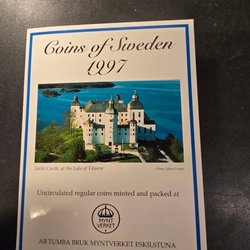 Coins of Sweden
1997
Läckö Castle, at the Lake of Vänern
Uncirculated regular coins minted and packed at
MYNT
VERKET
AB TUMBA BRUK MYNTVERKET ESKILSTUNA